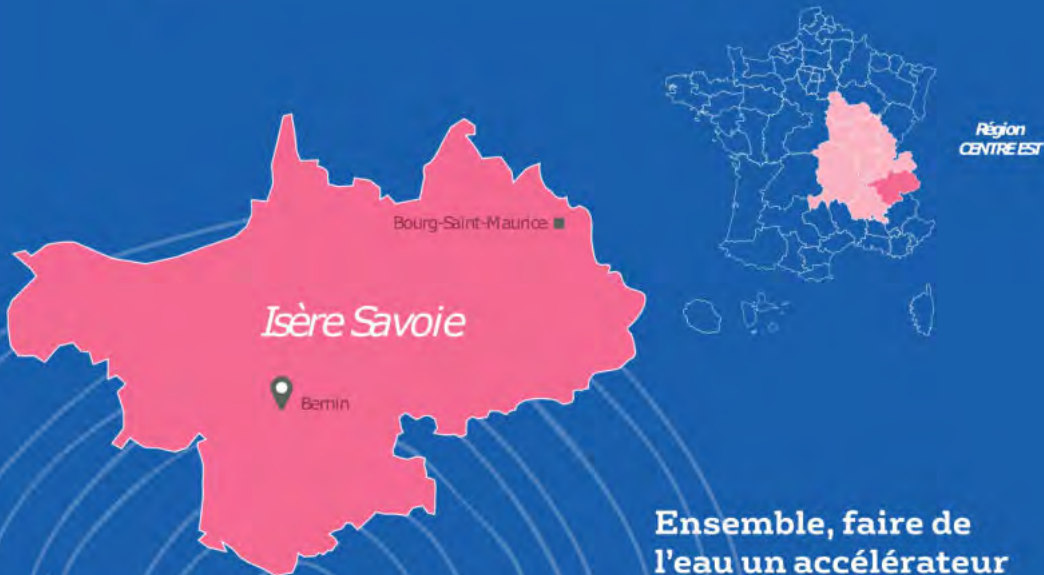 Région
CENTRE EST
Bourg-Saint-Maurice
Isère Savoie
Bernin
Ensemble, faire de
l'eau un accélérateur